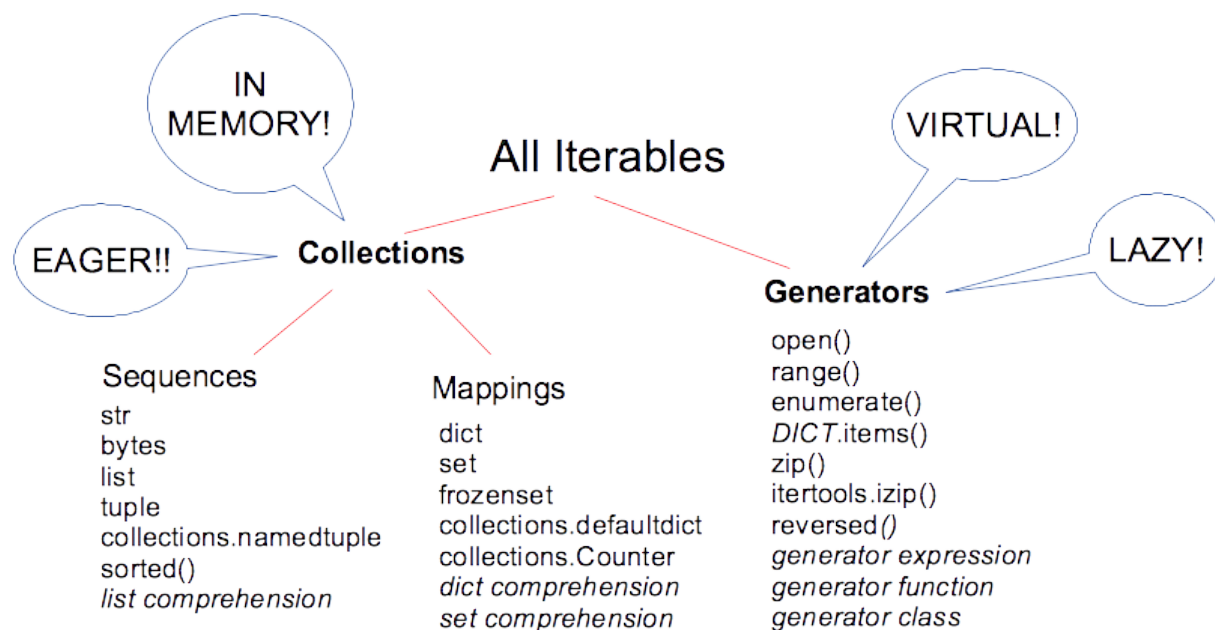 IN
MEMORY!
VIRTUAL!
All Iterables
EAGER!!
Collections
LAZY!
Generators
Sequences
str
bytes
list
tuple
collections.namedtuple
sorted()
list comprehension
Mappings
dict
set
frozenset
collections.defaultdict
collections.Counter
dict comprehension
set comprehension
open()
range()
enumerate()
DICT.items()
zip()
itertools.izip()
reversed()
generator expression
generator function
generator class